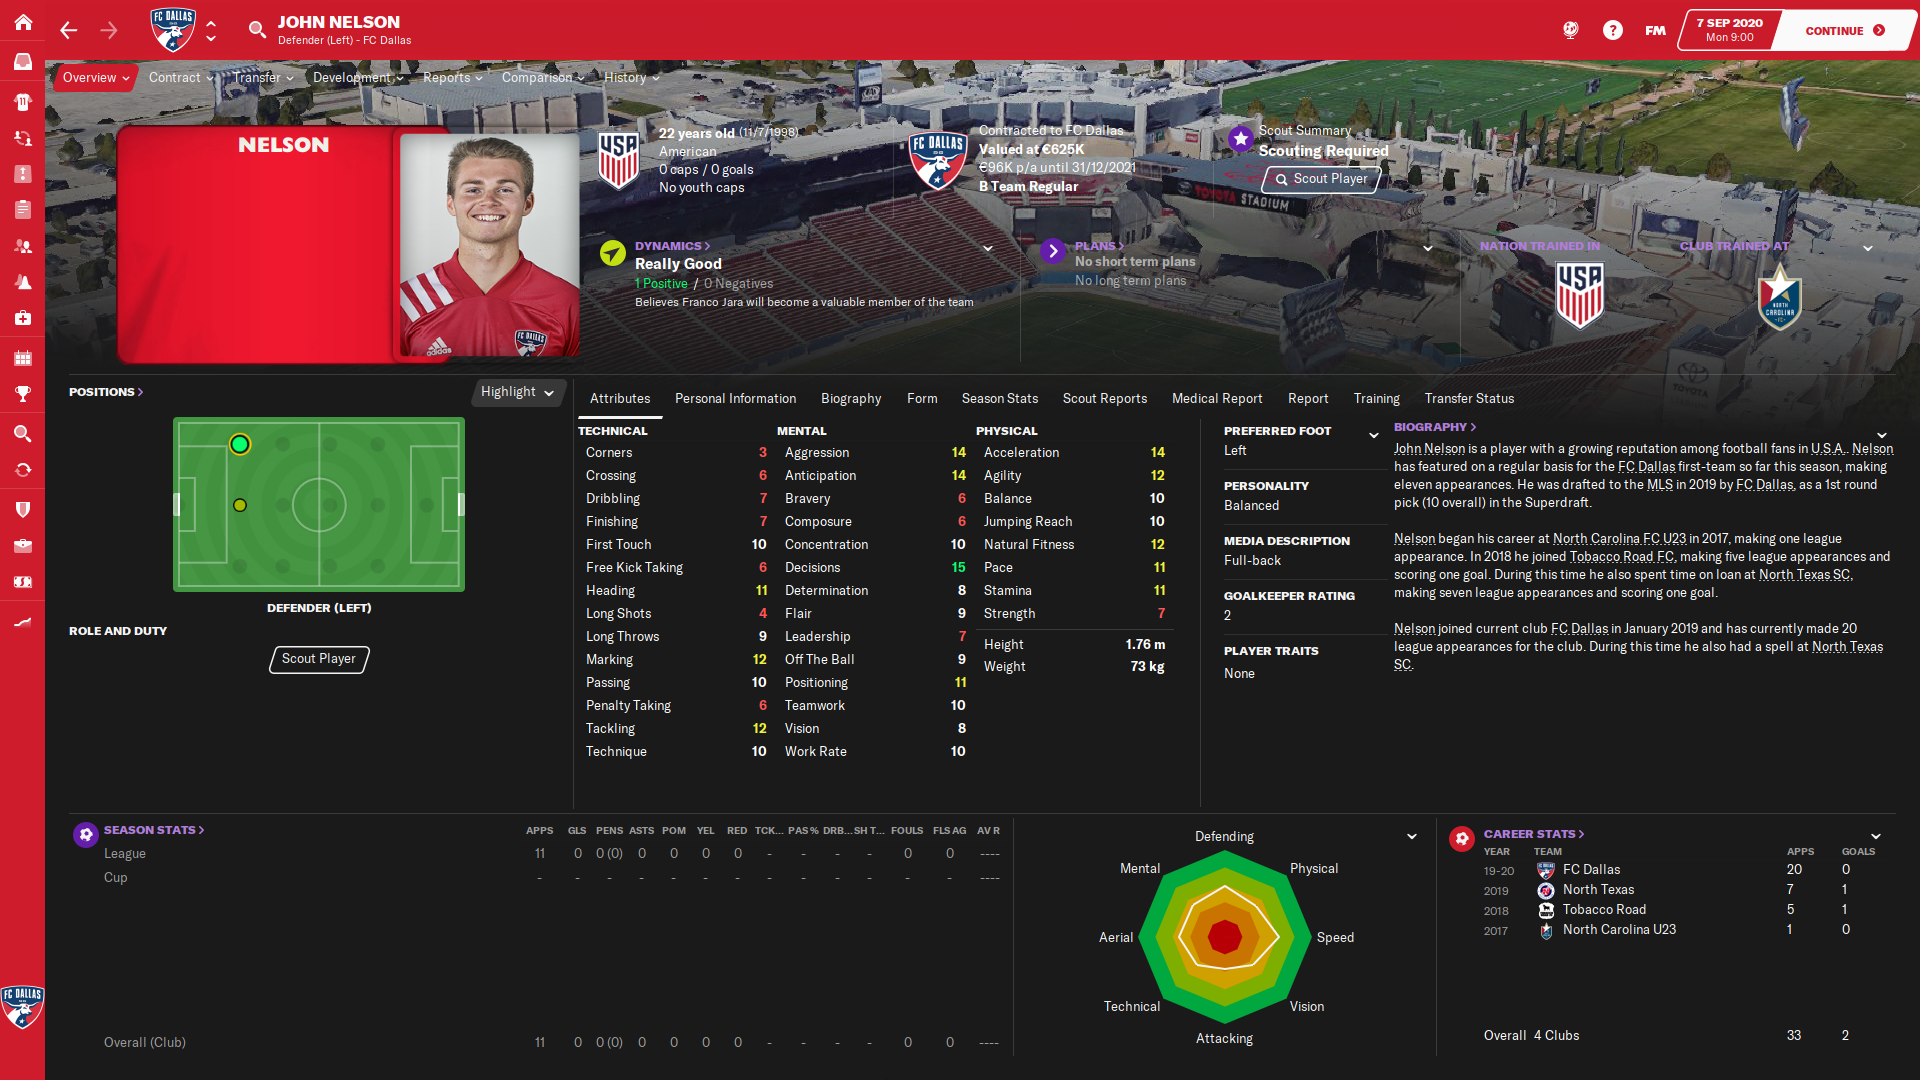 FC DALLAS
JOHN NELSON
Defender (Left) - FC Dallas
FM
7 SEP 2020
Mon 9:00
CONTINUE
Overview
Contract
Transfer
Development
Reports
Comparison
History
NELSON
adidas
FC DALLAS
USA
22 years old (11/7/1998)
American
0 caps / 0 goals
No youth caps
FC DALLAS
Contracted to FC Dallas
Valued at €625K
€96K p/a until 31/12/2021
B Team Regular
Scout Summary
Scouting Required
Scout Player
TOYOTA STADIUM
DYNAMICS
Really Good
1 Positive / 0 Negatives
Believes Franco Jara will become a valuable member of the team
PLANS
No short term plans
No long term plans
NATION TRAINED IN
USA
CLUB TRAINED AT
NORTH CAROLINA FC
TOYOTA
POSITIONS
Highlight
DEFENDER (LEFT)
ROLE AND DUTY
Scout Player
Attributes
Personal Information
Biography
Form
Season Stats
Scout Reports
Medical Report
Report
Training
Transfer Status
TECHNICAL
Corners 3
Crossing 6
Dribbling 7
Finishing 7
First Touch 10
Free Kick Taking 6
Heading 11
Long Shots 4
Long Throws 9
Marking 12
Passing 10
Penalty Taking 6
Tackling 12
Technique 10
MENTAL
Aggression 14
Anticipation 14
Bravery 6
Composure 6
Concentration 10
Decisions 15
Determination 8
Flair 9
Leadership 7
Off The Ball 9
Positioning 11
Teamwork 10
Vision 8
Work Rate 10
PHYSICAL
Acceleration 14
Agility 12
Balance 10
Jumping Reach 10
Natural Fitness 12
Pace 11
Stamina 11
Strength 7
Height 1.76 m
Weight 73 kg
PREFERRED FOOT
Left
PERSONALITY
Balanced
MEDIA DESCRIPTION
Full-back
GOALKEEPER RATING
2
PLAYER TRAITS
None
BIOGRAPHY
John Nelson is a player with a growing reputation among football fans in U.S.A.. Nelson
has featured on a regular basis for the FC Dallas first-team so far this season, making
eleven appearances. He was drafted to the MLS in 2019 by FC Dallas, as a 1st round
pick (10 overall) in the Superdraft.
Nelson began his career at North Carolina FC U23 in 2017, making one league
appearance. In 2018 he joined Tobacco Road FC, making five league appearances and
scoring one goal. During this time he also spent time on loan at North Texas SC,
making seven league appearances and scoring one goal.
Nelson joined current club FC Dallas in January 2019 and has currently made 20
league appearances for the club. During this time he also had a spell at North Texas
SC.
SEASON STATS
APPS GLS PENS ASTS POM YEL RED TCK... PAS % DRB... SH T... FOULS FLS AG AV R
League 11 0 0 (0) 0 0 0 0 - - - - 0 0 ----
Cup - - - - - - - - - - - - - ----
Overall (Club) 11 0 0 (0) 0 0 0 0 - - - - 0 0 ----
Defending
Mental
Physical
Aerial
Speed
Technical
Vision
Attacking
CAREER STATS
YEAR TEAM APPS GOALS
19-20 FC Dallas 20 0
2019 North Texas 7 1
2018 Tobacco Road 5 1
2017 North Carolina U23 1 0
Overall 4 Clubs 33 2
FC DALLAS